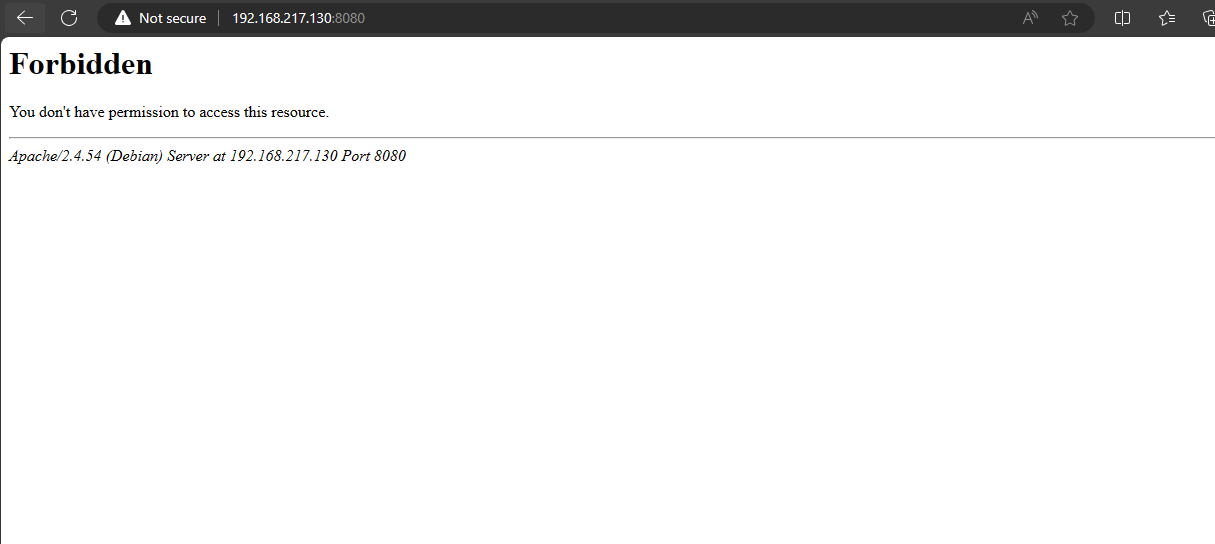 Not secure 192.168.217.130:8080
Forbidden
You don't have permission to access this resource.
Apache/2.4.54 (Debian) Server at 192.168.217.130 Port 8080